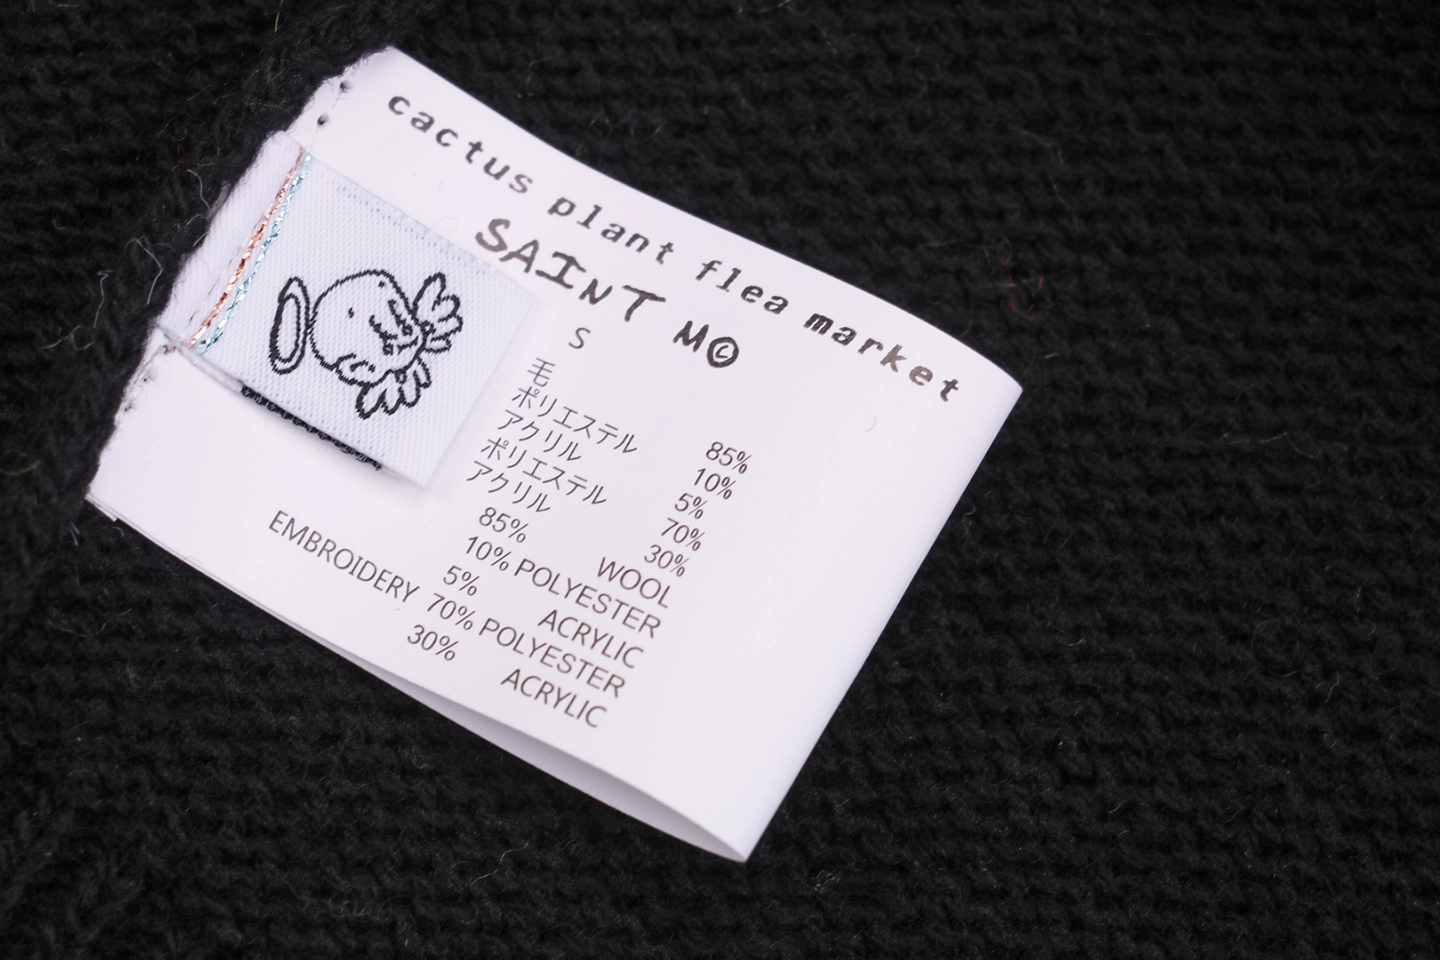 cactus plant flea market
SAINT M©
S
毛 85%
ポリエステル 10%
アクリル 5%
ポリエステル 70%
アクリル 30%
85% WOOL
10% POLYESTER
5% ACRYLIC
EMBROIDERY 70% POLYESTER
30% ACRYLIC